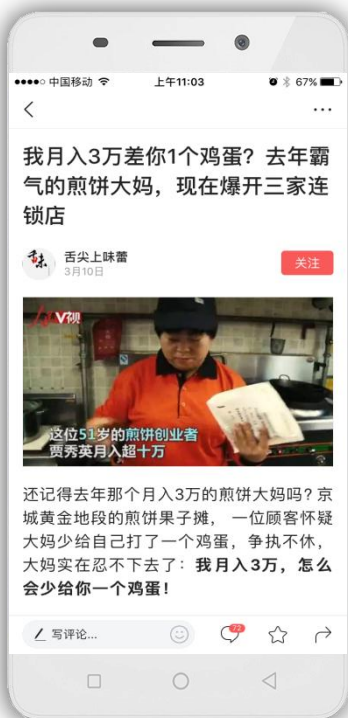 中国移动 上午11:03 67%
我月入3万差你1个鸡蛋？去年霸
气的煎饼大妈，现在爆开三家连
锁店
舌尖上味蕾
3月10日
关注
V视
这位51岁的煎饼创业者
贾秀英月入超十万
还记得去年那个月入3万的煎饼大妈吗？京
城黄金地段的煎饼果子摊， 一位顾客怀疑
大妈少给自己打了一个鸡蛋，争执不休，
大妈实在忍不下去了：我月入3万，怎么
会少给你一个鸡蛋！
写评论...
72